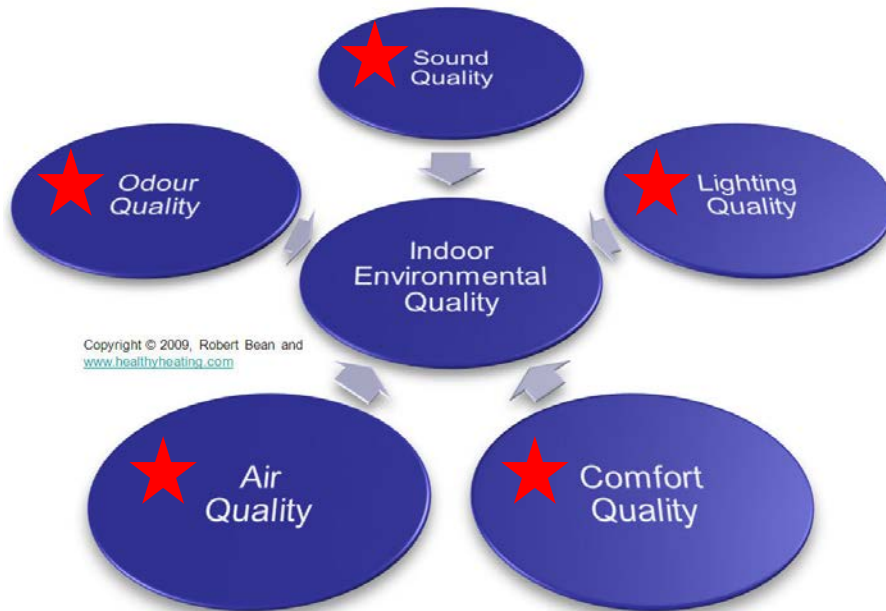 Sound
Quality
Odour
Quality
Lighting
Quality
Indoor
Environmental
Quality
Copyright © 2009, Robert Bean and
www.healthyheating.com
Air
Quality
Comfort
Quality